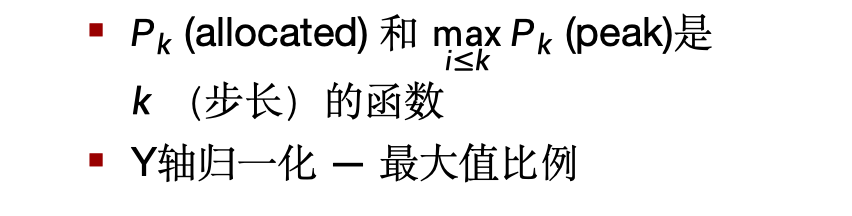 ▪ Pₖ (allocated) 和 max Pₖ (peak)是
i≤k
k （步长）的函数
▪ Y轴归一化 — 最大值比例